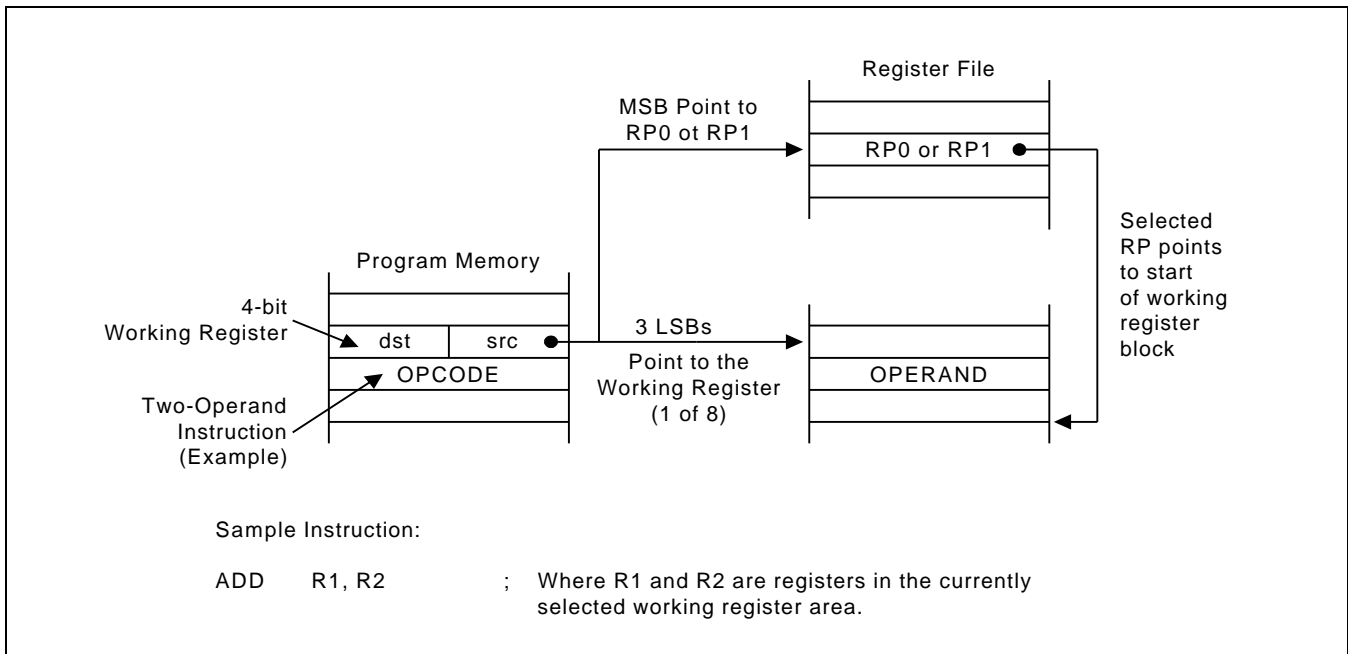 Register File
MSB Point to
RP0 ot RP1
RP0 or RP1
Selected
RP points
to start
of working
register
block
Program Memory
4-bit
Working Register
dst src
3 LSBs
Point to the
Working Register
(1 of 8)
OPCODE
OPERAND
Two-Operand
Instruction
(Example)
Sample Instruction:
ADD R1, R2 ; Where R1 and R2 are registers in the currently
selected working register area.